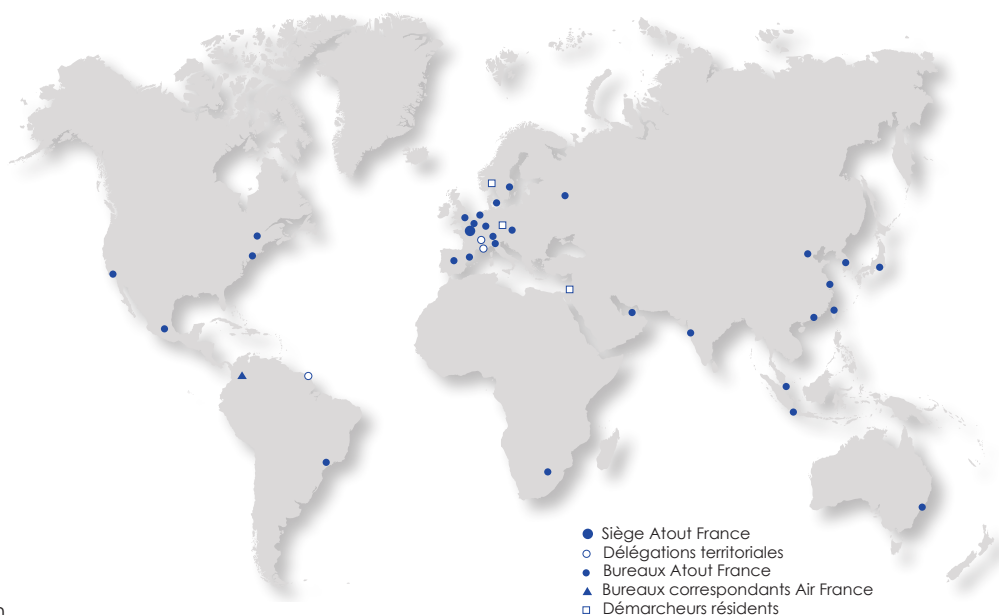 Siège Atout France
Délégations territoriales
Bureaux Atout France
Bureaux correspondants Air France
Démarcheurs résidents